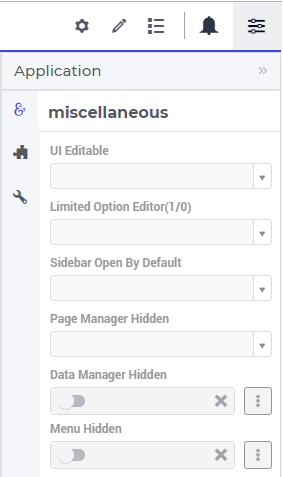 Application
&
miscellaneous
UI Editable
Limited Option Editor(1/0)
Sidebar Open By Default
Page Manager Hidden
Data Manager Hidden
Menu Hidden